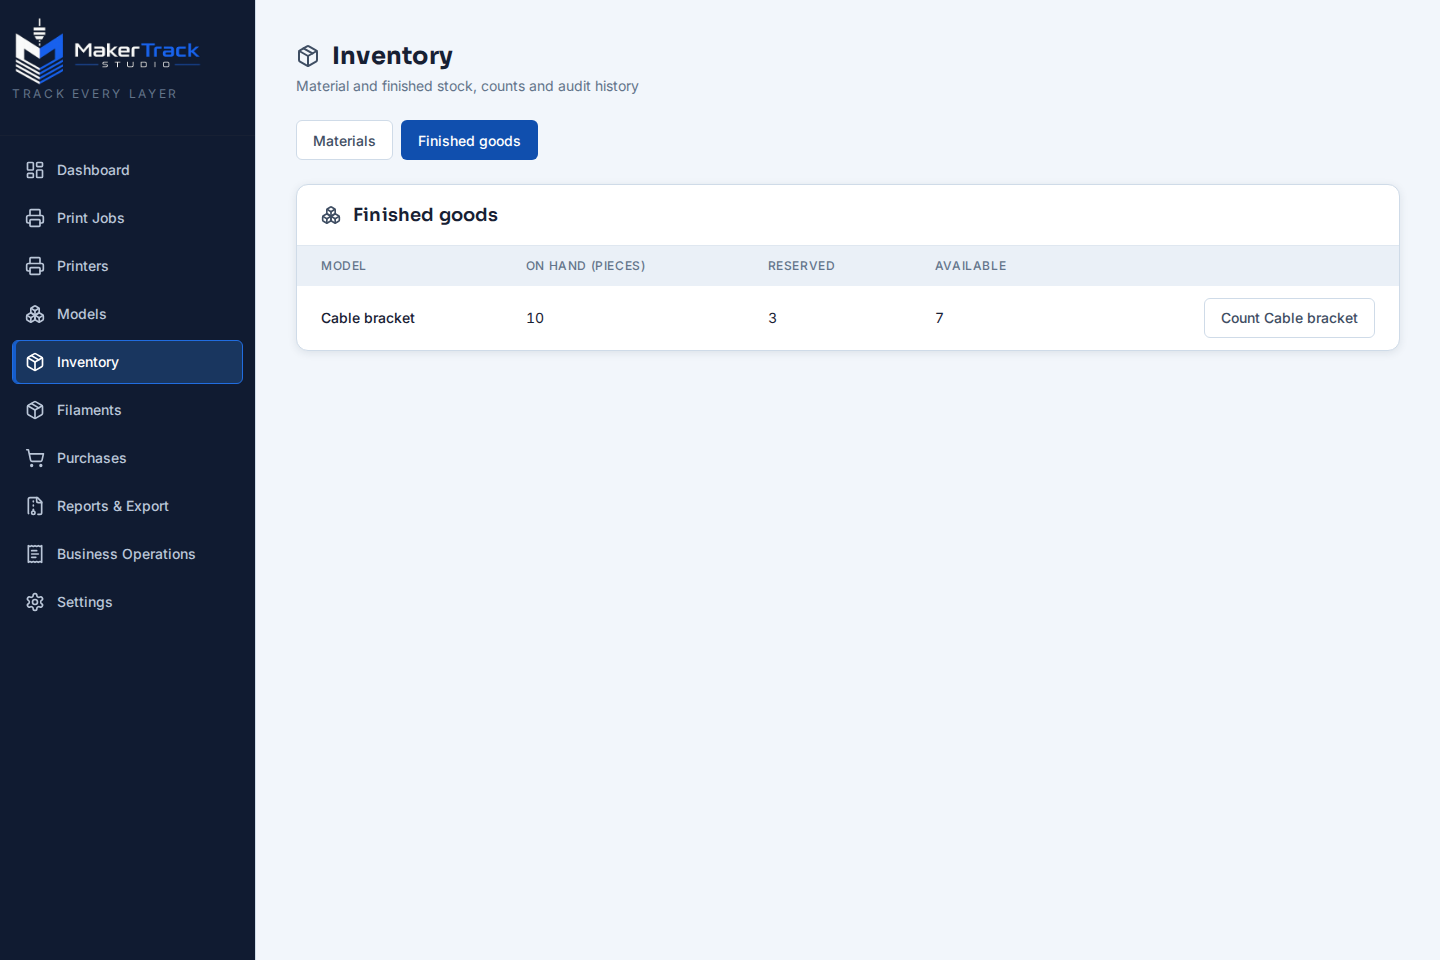 MakerTrack
STUDIO
TRACK EVERY LAYER
Dashboard
Print Jobs
Printers
Models
Inventory
Filaments
Purchases
Reports & Export
Business Operations
Settings
Inventory
Material and finished stock, counts and audit history
Materials Finished goods
Finished goods
MODEL ON HAND (PIECES) RESERVED AVAILABLE
Cable bracket 10 3 7 Count Cable bracket